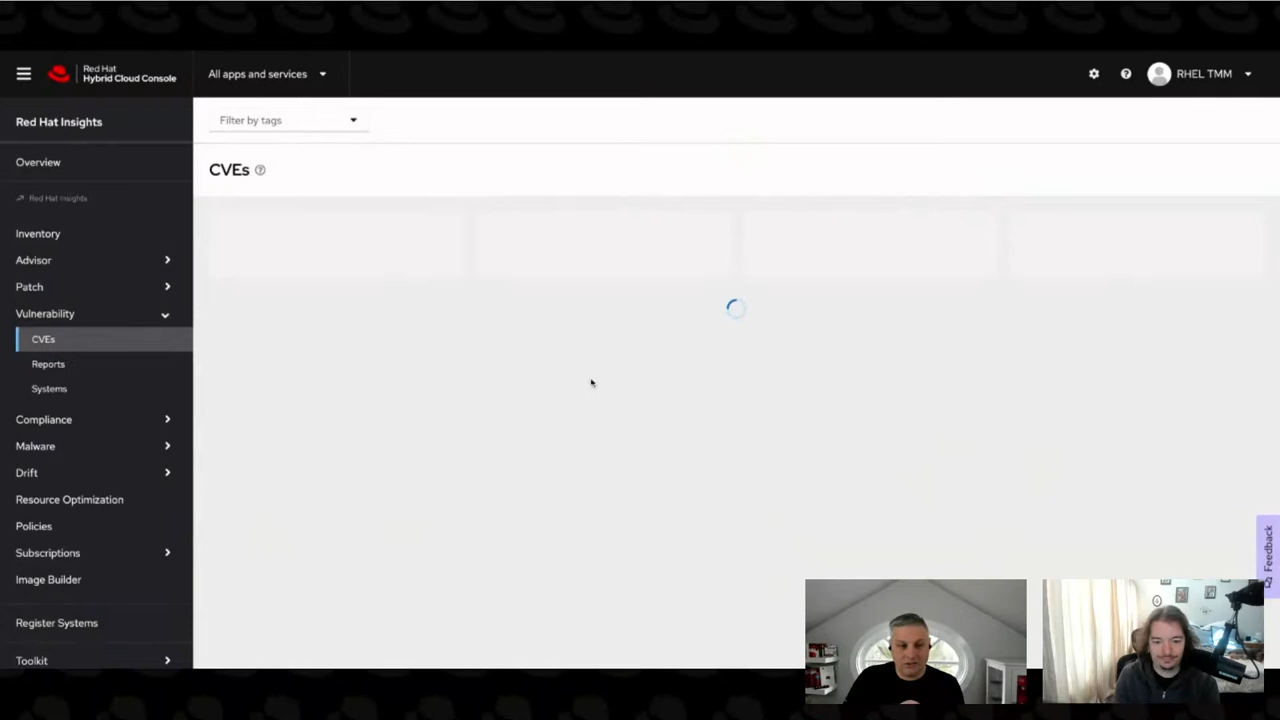 Red Hat
Hybrid Cloud Console
All apps and services
RHEL TMM
Red Hat Insights
Filter by tags
Overview
CVEs
Red Hat Insights
Inventory
Advisor
Patch
Vulnerability
CVEs
Reports
Systems
Compliance
Malware
Drift
Resource Optimization
Policies
Subscriptions
Image Builder
Register Systems
Toolkit
Feedback